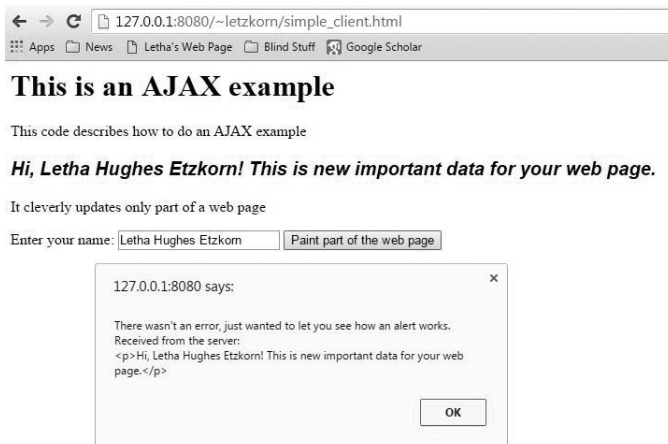 127.0.0.1:8080/~letzkorn/simple_client.html
Apps News Letha's Web Page Blind Stuff Google Scholar
This is an AJAX example
This code describes how to do an AJAX example
Hi, Letha Hughes Etzkorn! This is new important data for your web page.
It cleverly updates only part of a web page
Enter your name: Letha Hughes Etzkorn Paint part of the web page
127.0.0.1:8080 says:
There wasn't an error, just wanted to let you see how an alert works.
Received from the server:
<p>Hi, Letha Hughes Etzkorn! This is new important data for your web
page.</p>
OK